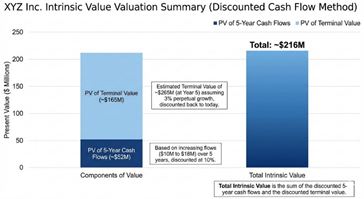 XYZ Inc. Intrinsic Value Valuation Summary (Discounted Cash Flow Method)
PV of 5-Year Cash Flows
PV of Terminal Value
Present Value ($ Millions)
250
200
150
100
50
0
PV of Terminal Value
(~$165M)
PV of 5-Year Cash
Flows (~$52M)
Estimated Terminal Value of
~$265M (at Year 5) assuming
3% perpetual growth,
discounted back to today.
Based on increasing flows
($10M to $18M) over 5
years, discounted at 10%.
Total: ~$216M
Components of Value
Total Intrinsic Value
Total Intrinsic Value is the sum of the discounted 5-
year cash flows and the discounted terminal value.